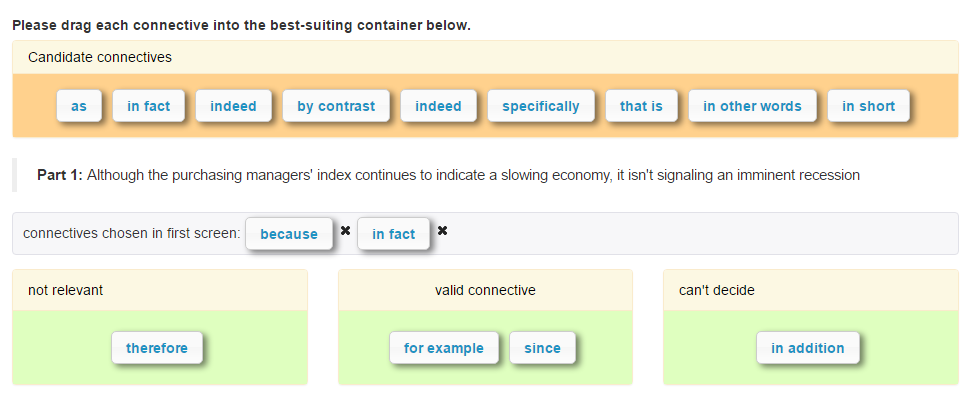 Please drag each connective into the best-suiting container below.
Candidate connectives
as in fact indeed by contrast indeed specifically that is in other words in short
Part 1: Although the purchasing managers' index continues to indicate a slowing economy, it isn't signaling an imminent recession
connectives chosen in first screen: because ✖ in fact ✖
not relevant valid connective can't decide
therefore for example since in addition